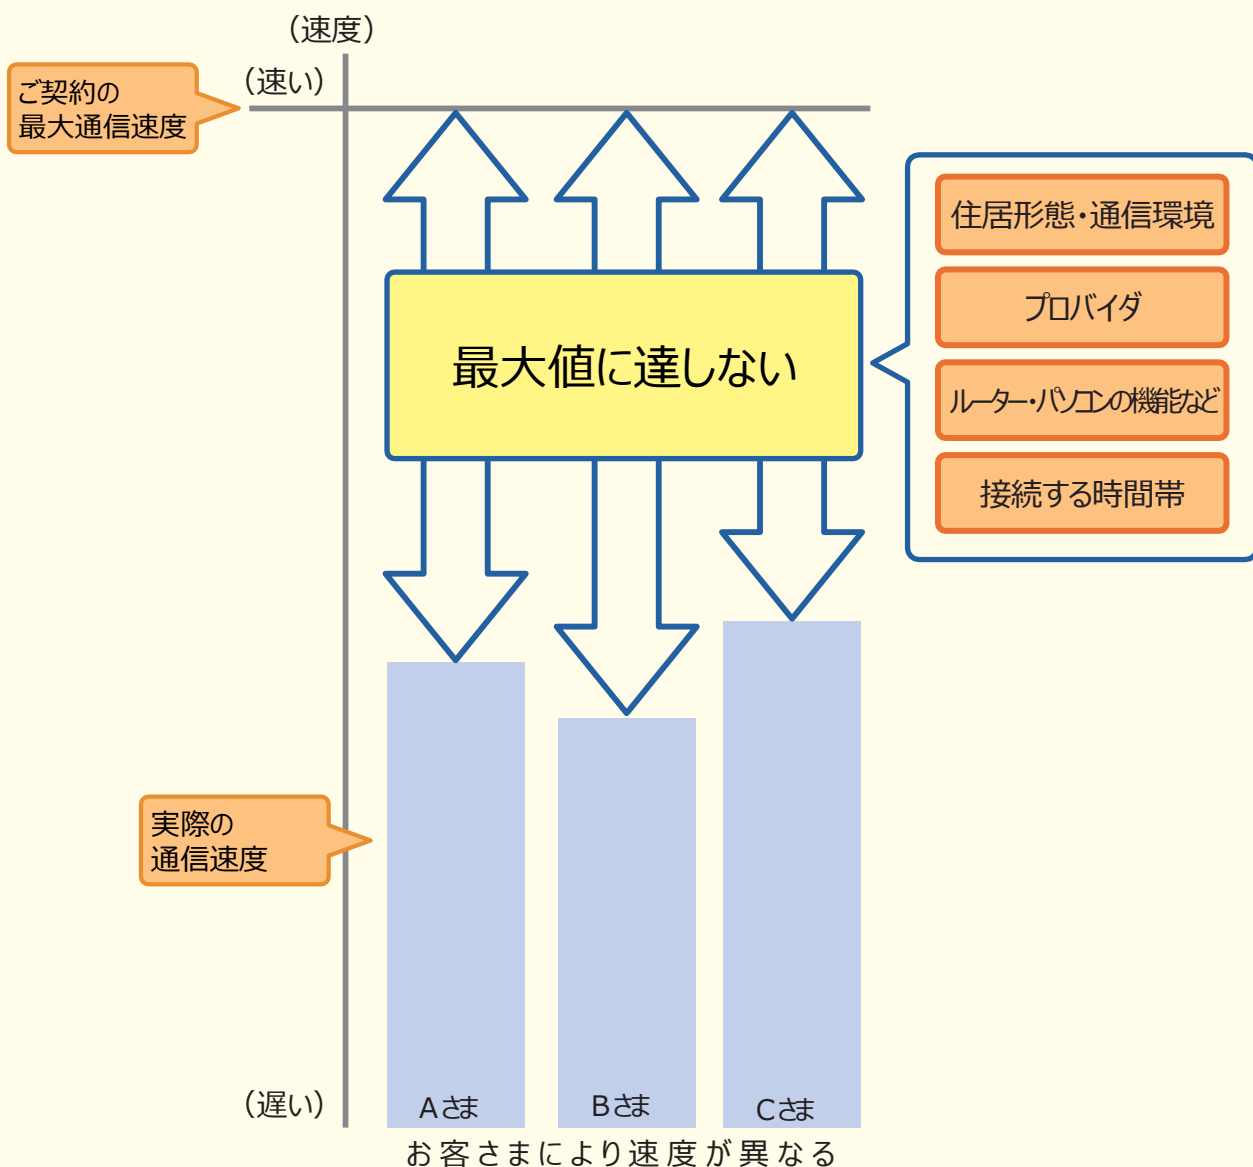 (速度)
(速い)
ご契約の
最大通信速度
住居形態・通信環境
プロバイダ
最大値に達しない
ルーター・パソコンの機能など
接続する時間帯
実際の
通信速度
(遅い)
Aさま
Bさま
Cさま
お客さまにより速度が異なる